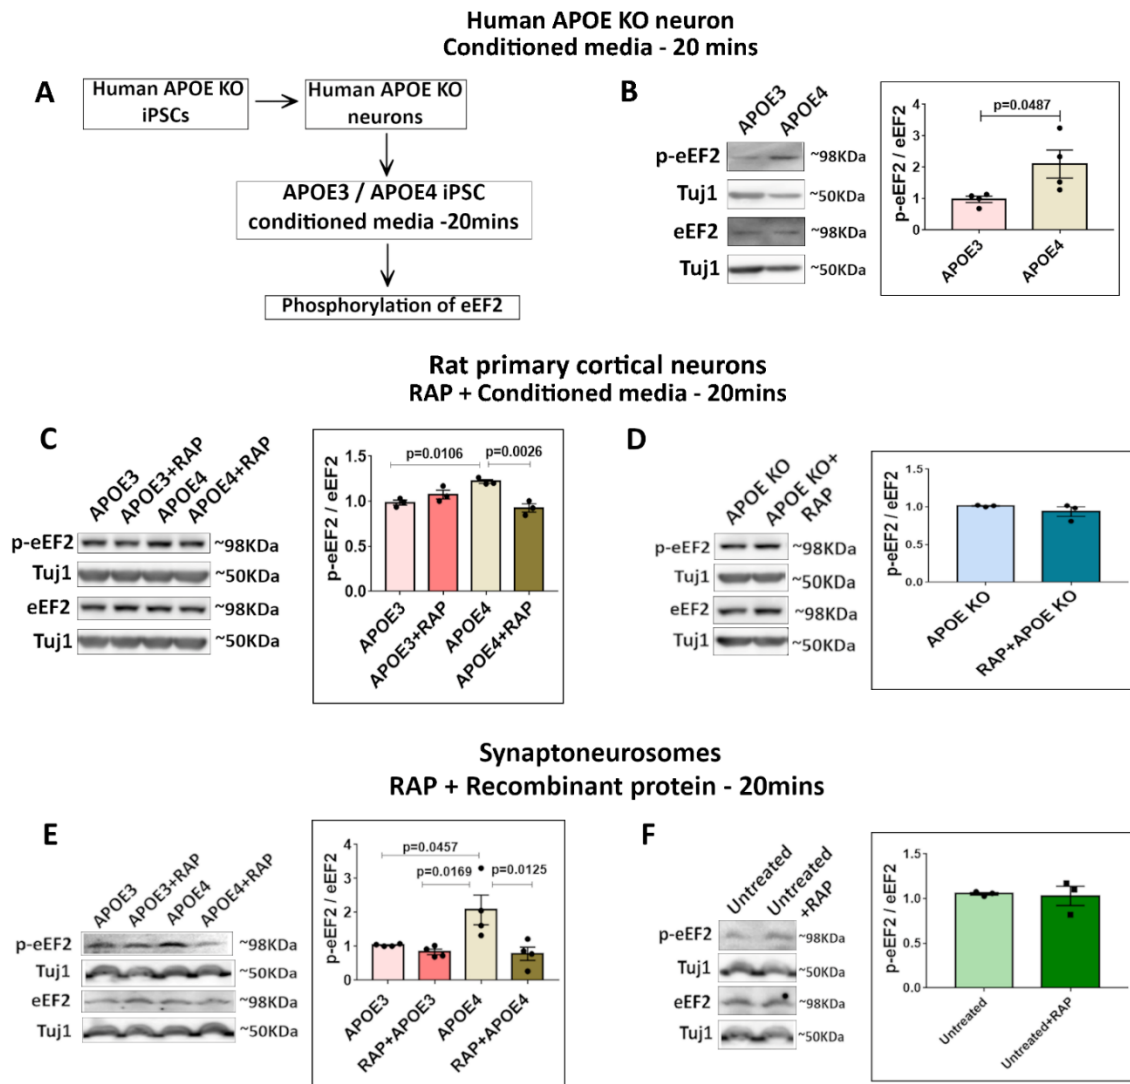 Human APOE KO neuron
Conditioned media - 20 mins
A
Human APOE KO
iPSCs
Human APOE KO
neurons
APOE3 / APOE4 iPSC
conditioned media -20mins
Phosphorylation of eEF2
B
APOE3
APOE4
p-eEF2
~98KDa
Tuj1
~50KDa
eEF2
~98KDa
Tuj1
~50KDa
p-eEF2 / eEF2
4
3
2
1
0
p=0.0487
APOE3
APOE4
Rat primary cortical neurons
RAP + Conditioned media - 20mins
C
APOE3
APOE3+RAP
APOE4
APOE4+RAP
p-eEF2
~98KDa
Tuj1
~50KDa
eEF2
~98KDa
Tuj1
~50KDa
p-eEF2 / eEF2
1.5
1.0
0.5
0.0
p=0.0106
p=0.0026
APOE3
APOE3+RAP
APOE4
APOE4+RAP
D
APOE KO
APOE KO+
RAP
p-eEF2
~98KDa
Tuj1
~50KDa
eEF2
~98KDa
Tuj1
~50KDa
p-eEF2 / eEF2
1.5
1.0
0.5
0.0
APOE KO
RAP+APOE KO
Synaptoneurosomes
RAP + Recombinant protein - 20mins
E
APOE3
APOE3+RAP
APOE4
APOE4+RAP
p-eEF2
~98KDa
Tuj1
~50KDa
eEF2
~98KDa
Tuj1
~50KDa
p-eEF2 / eEF2
4
3
2
1
0
p=0.0457
p=0.0169
p=0.0125
APOE3
RAP+APOE3
APOE4
RAP+APOE4
F
Untreated
Untreated
+RAP
p-eEF2
~98KDa
Tuj1
~50KDa
eEF2
~98KDa
Tuj1
~50KDa
p-eEF2 / eEF2
1.5
1.0
0.5
0.0
Untreated
Untreated+RAP